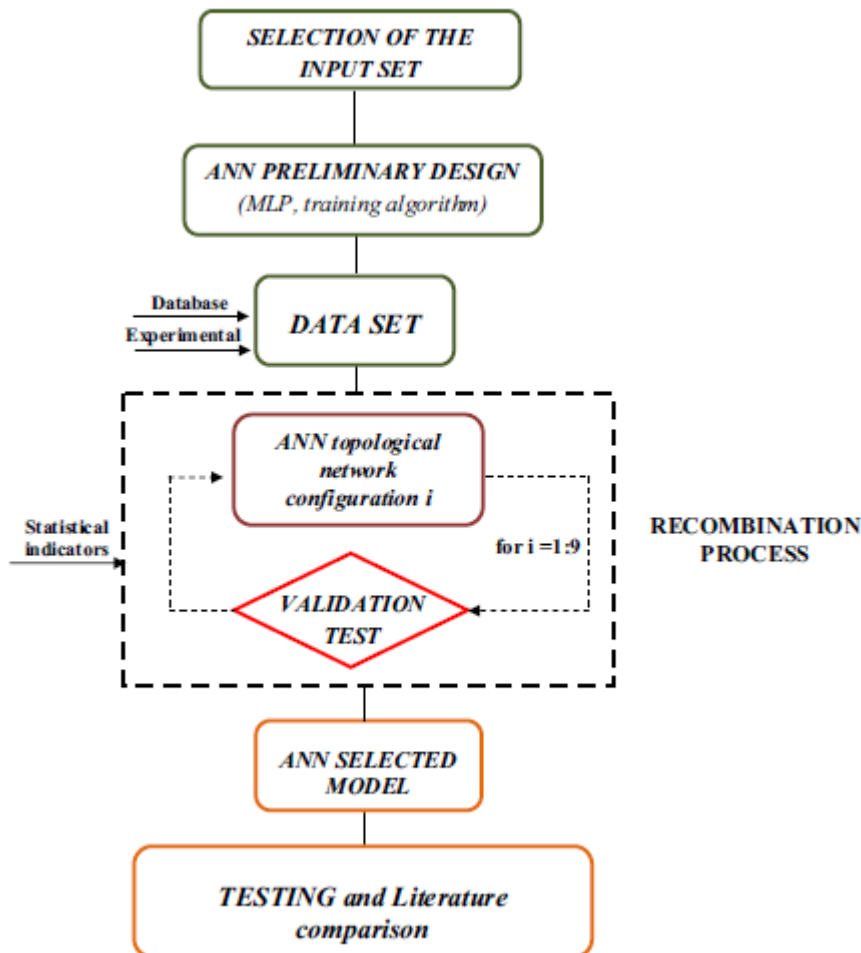 SELECTION OF THE
INPUT SET
ANN PRELIMINARY DESIGN
(MLP, training algorithm)
Database
Experimental
DATA SET
ANN topological
network
configuration i
Statistical
indicators
for i =1:9
RECOMBINATION
PROCESS
VALIDATION
TEST
ANN SELECTED
MODEL
TESTING and Literature
comparison